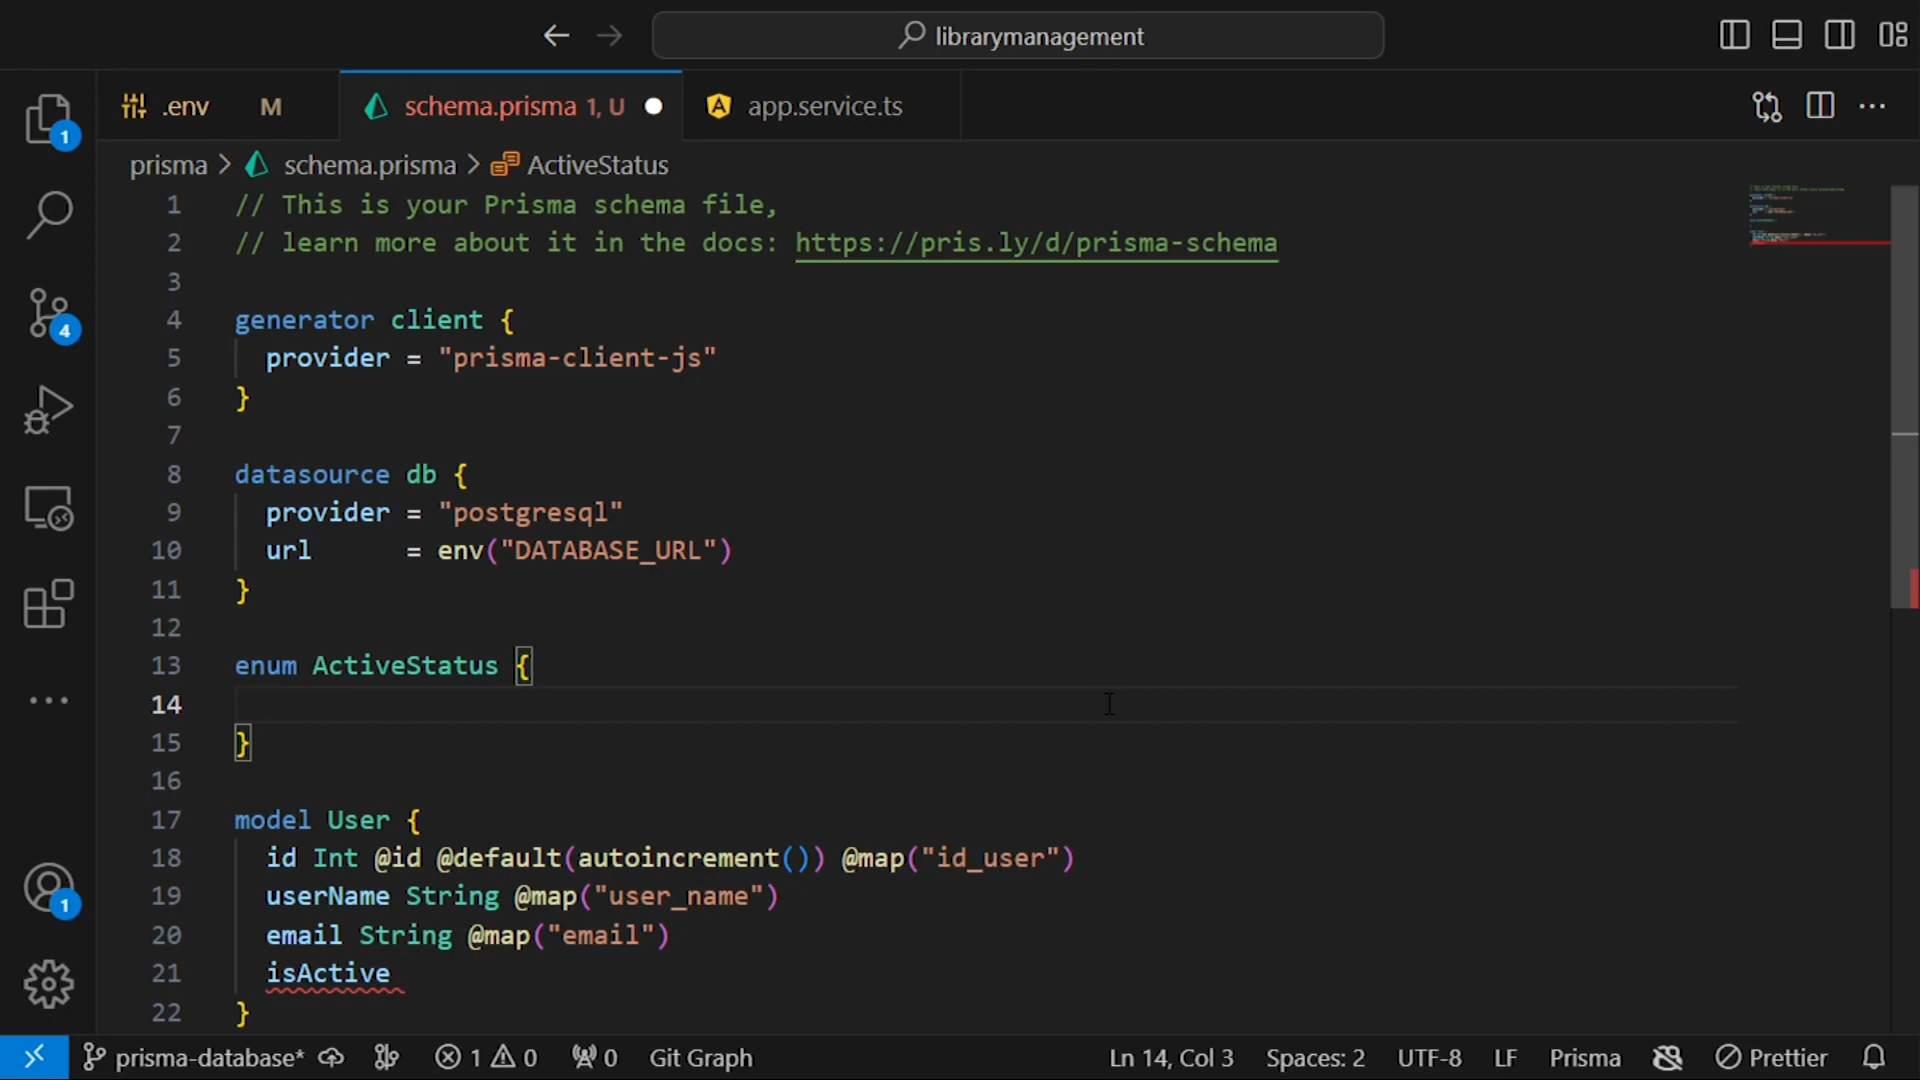 librarymanagement
.env M
schema.prisma 1, U
app.service.ts
prisma > schema.prisma > ActiveStatus
1 // This is your Prisma schema file,
2 // learn more about it in the docs: https://pris.ly/d/prisma-schema
3
4 generator client {
5 provider = "prisma-client-js"
6 }
7
8 datasource db {
9 provider = "postgresql"
10 url      = env("DATABASE_URL")
11 }
12
13 enum ActiveStatus {
14
15 }
16
17 model User {
18 id Int @id @default(autoincrement()) @map("id_user")
19 userName String @map("user_name")
20 email String @map("email")
21 isActive
22 }
1
4
1
prisma-database* 1 0 0 Git Graph Ln 14, Col 3 Spaces: 2 UTF-8 LF Prisma Prettier